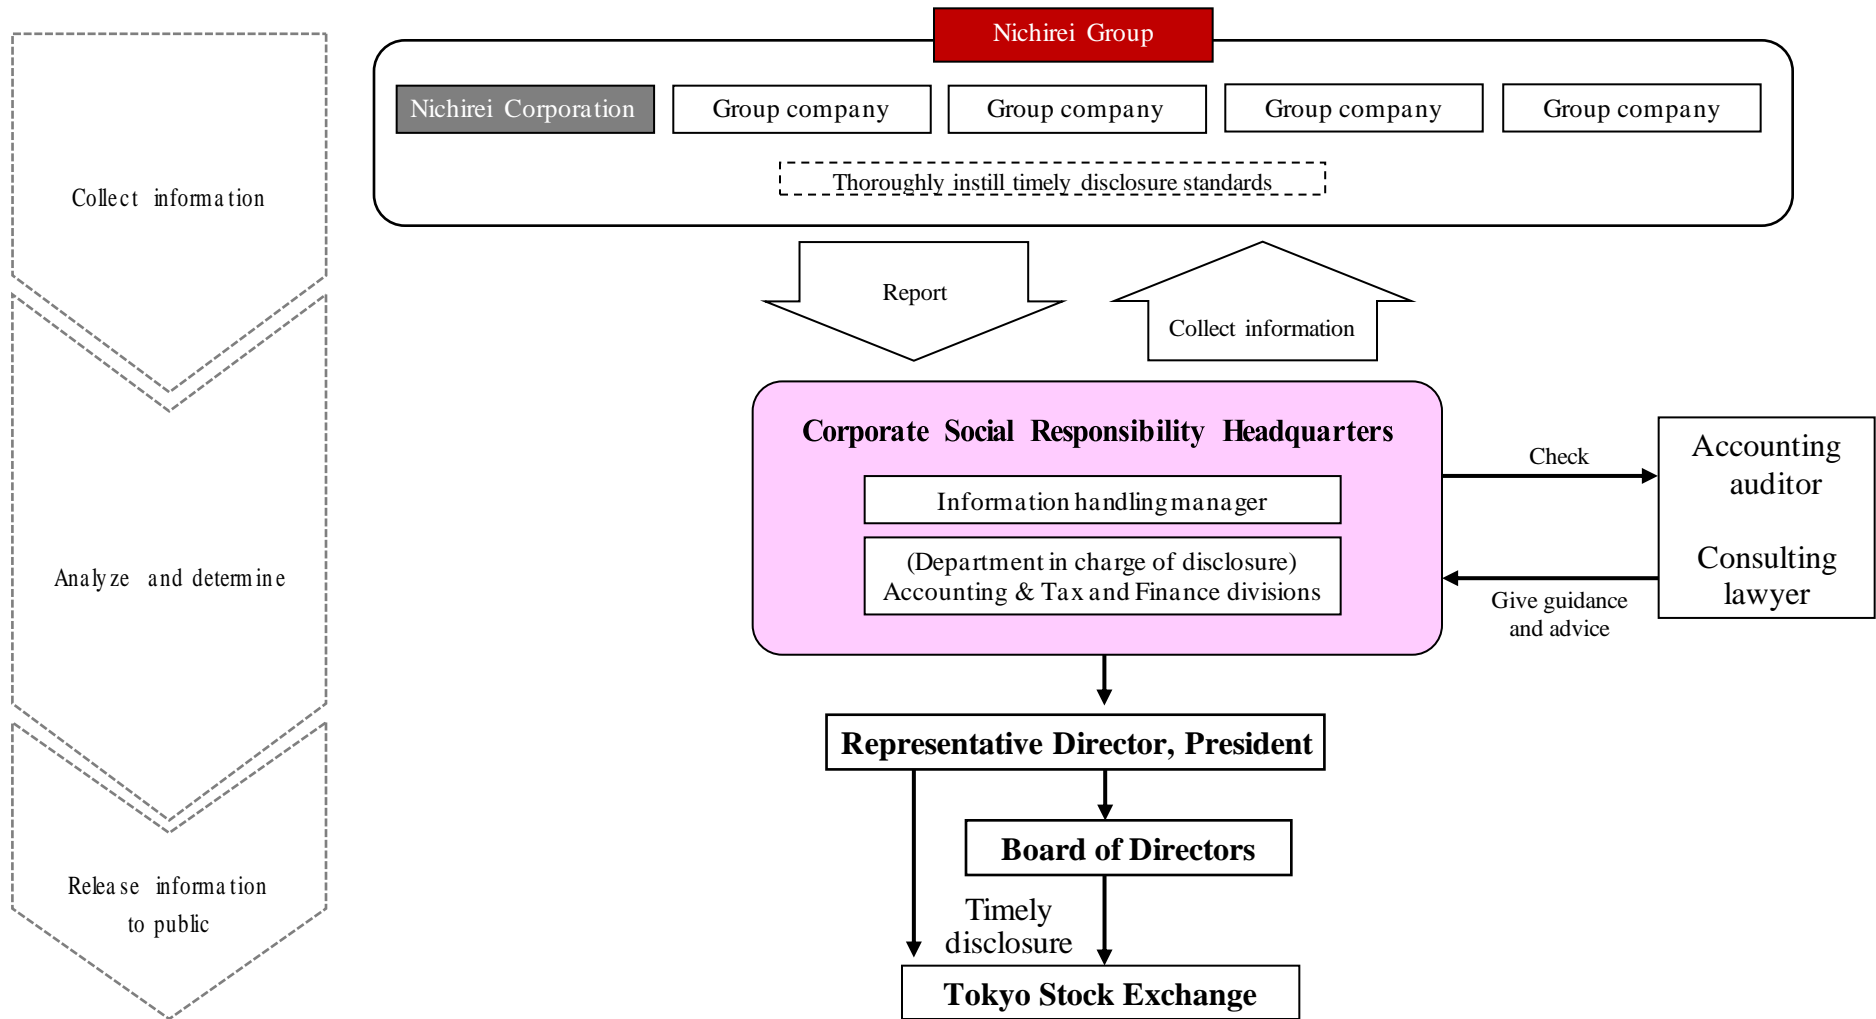 Nichirei Group
Nichirei Corporation
Group company
Group company
Group company
Group company
Thoroughly instill timely disclosure standards
Collect information
Report
Collect information
Corporate Social Responsibility Headquarters
Information handling manager
(Department in charge of disclosure)
Accounting & Tax and Finance divisions
Check
Accounting
auditor
Consulting
lawyer
Give guidance
and advice
Analyze and determine
Representative Director, President
Board of Directors
Release information
to public
Timely
disclosure
Tokyo Stock Exchange